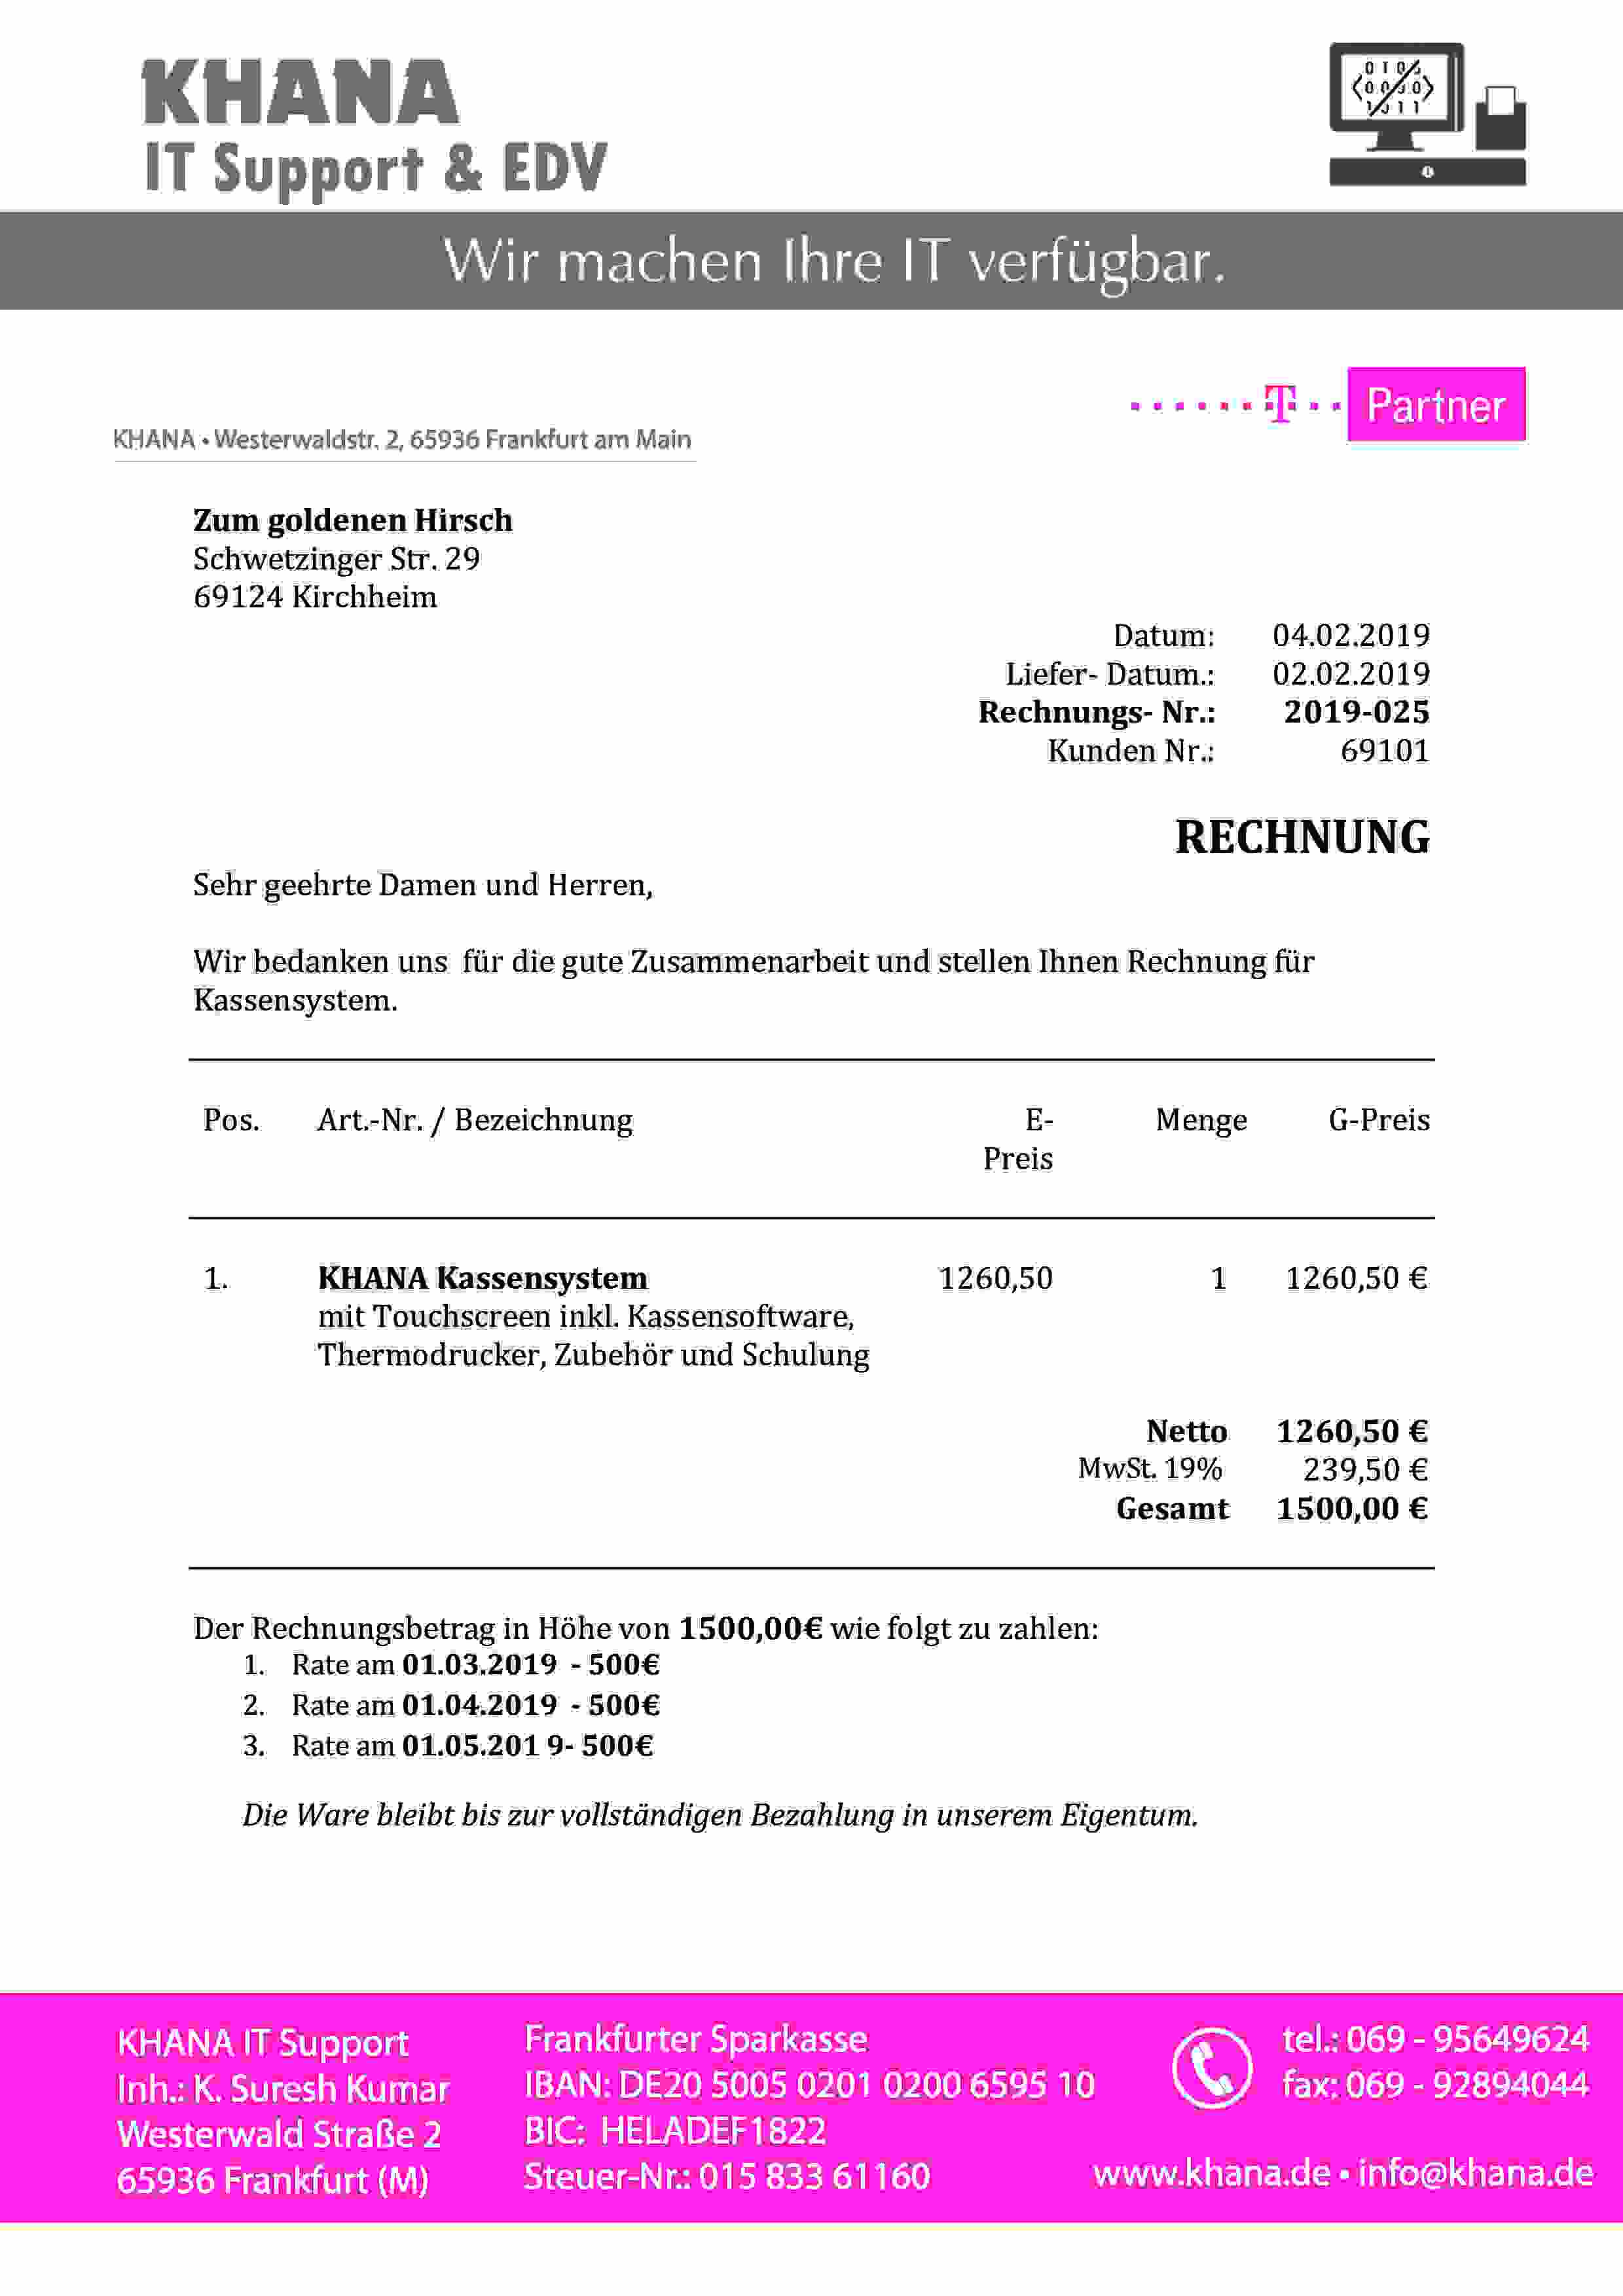 KHANA
IT Support & EDV
Wir machen Ihre IT verfügbar.
T Partner
KHANA • Westerwaldstr. 2, 65936 Frankfurt am Main
Zum goldenen Hirsch
Schwetzinger Str. 29
69124 Kirchheim
Datum: 04.02.2019
Liefer- Datum.: 02.02.2019
Rechnungs- Nr.: 2019-025
Kunden Nr.: 69101
RECHNUNG
Sehr geehrte Damen und Herren,
Wir bedanken uns für die gute Zusammenarbeit und stellen Ihnen Rechnung für
Kassensystem.
Pos. Art.-Nr. / Bezeichnung E- Menge G-Preis
Preis
1. KHANA Kassensystem 1260,50 1 1260,50 €
mit Touchscreen inkl. Kassensoftware,
Thermodrucker, Zubehör und Schulung
Netto 1260,50 €
MwSt. 19% 239,50 €
Gesamt 1500,00 €
Der Rechnungsbetrag in Höhe von 1500,00€ wie folgt zu zahlen:
1. Rate am 01.03.2019 - 500€
2. Rate am 01.04.2019 - 500€
3. Rate am 01.05.201 9- 500€
Die Ware bleibt bis zur vollständigen Bezahlung in unserem Eigentum.
KHANA IT Support
Inh.: K. Suresh Kumar
Westerwald Straße 2
65936 Frankfurt (M)
Frankfurter Sparkasse
IBAN: DE20 5005 0201 0200 6595 10
BIC: HELADEF1822
Steuer-Nr.: 015 833 61160
tel.: 069 - 95649624
fax: 069 - 92894044
www.khana.de • info@khana.de